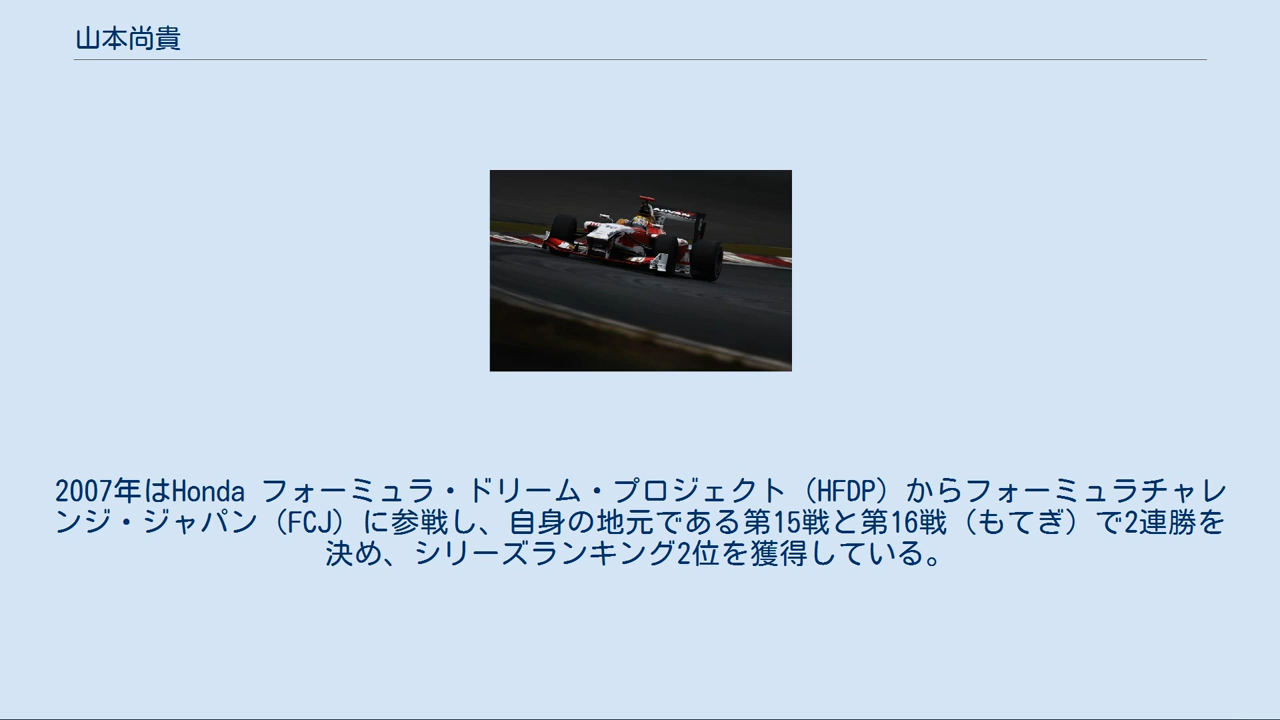 山本尚貴
ADVAN
2007年はHonda フォーミュラ・ドリーム・プロジェクト（HFDP）からフォーミュラチャレ
ンジ・ジャパン（FCJ）に参戦し、自身の地元である第15戦と第16戦（もてぎ）で2連勝を
決め、シリーズランキング2位を獲得している。